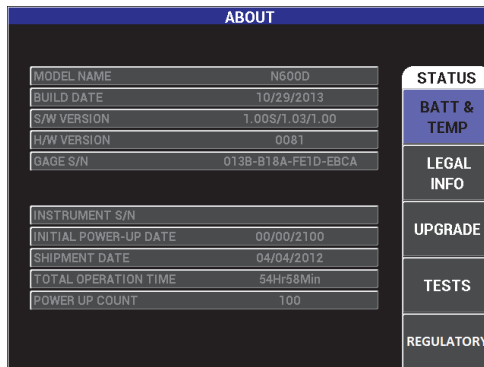 ABOUT
MODEL NAME N600D
BUILD DATE 10/29/2013
S/W VERSION 1.00S/1.03/1.00
H/W VERSION 0081
GAGE S/N 013B-B18A-FE1D-EBCA
INSTRUMENT S/N
INITIAL POWER-UP DATE 00/00/2100
SHIPMENT DATE 04/04/2012
TOTAL OPERATION TIME 54Hr58Min
POWER UP COUNT 100
STATUS
BATT &
TEMP
LEGAL
INFO
UPGRADE
TESTS
REGULATORY